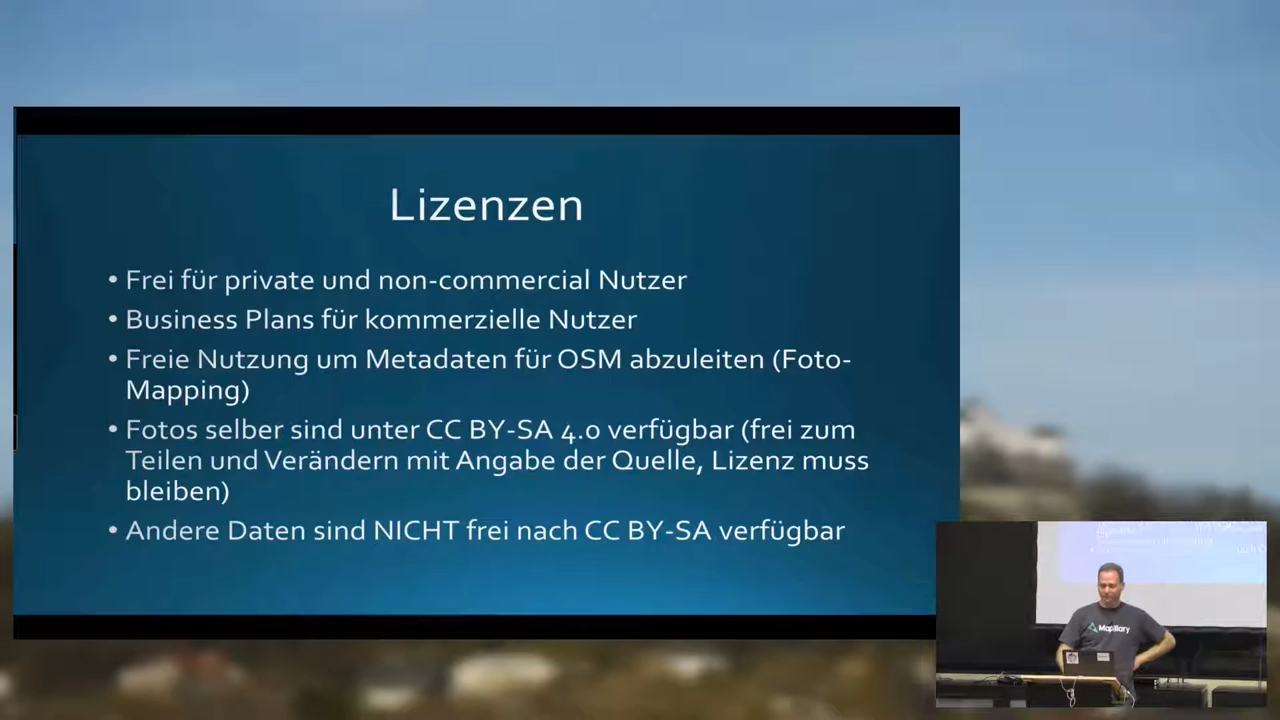 Lizenzen
• Frei für private und non-commercial Nutzer
• Business Plans für kommerzielle Nutzer
• Freie Nutzung um Metadaten für OSM abzuleiten (Foto-
Mapping)
• Fotos selber sind unter CC BY-SA 4.0 verfügbar (frei zum
Teilen und Verändern mit Angabe der Quelle, Lizenz muss
bleiben)
• Andere Daten sind NICHT frei nach CC BY-SA verfügbar
Mapillary